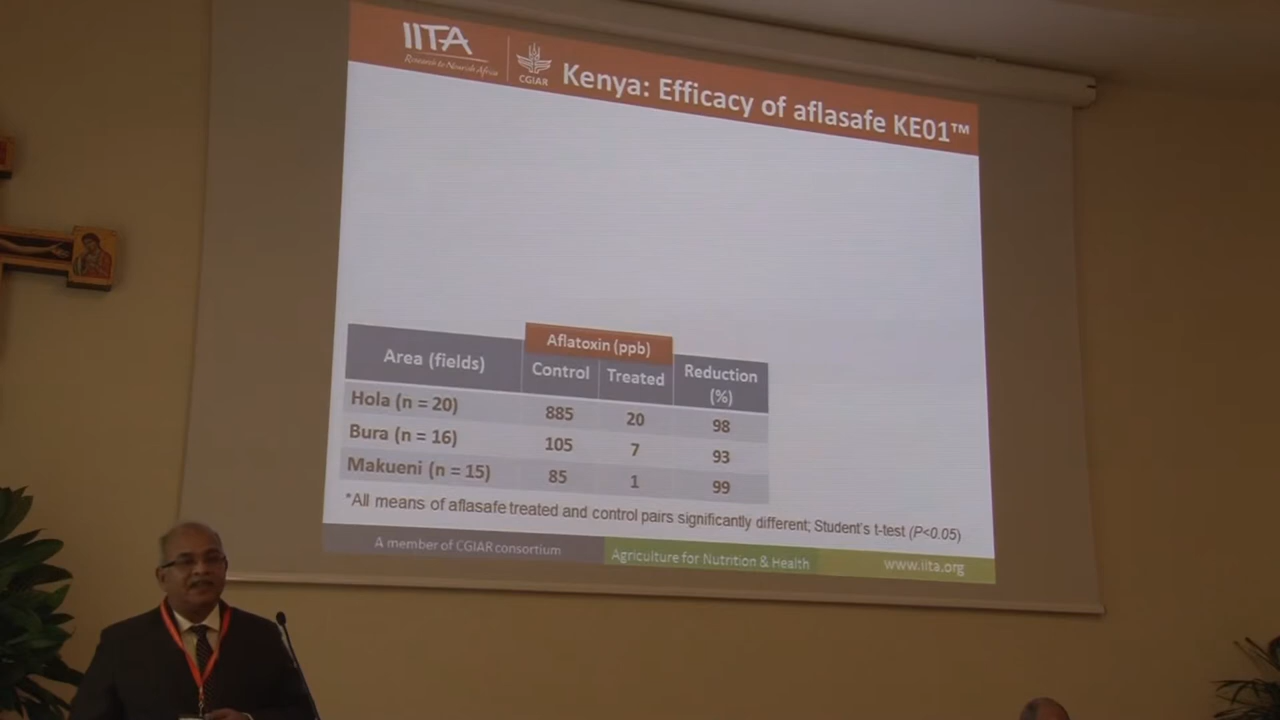 IITA
Research to Nourish Africa
CGIAR
Kenya: Efficacy of aflasafe KE01™
Aflatoxin (ppb)
Area (fields) Control Treated Reduction (%)
Hola (n = 20) 885 20 98
Bura (n = 16) 105 7 93
Makueni (n = 15) 85 1 99
*All means of aflasafe treated and control pairs significantly different; Student's t-test (P<0.05)
A member of CGIAR consortium
Agriculture for Nutrition & Health
www.iita.org